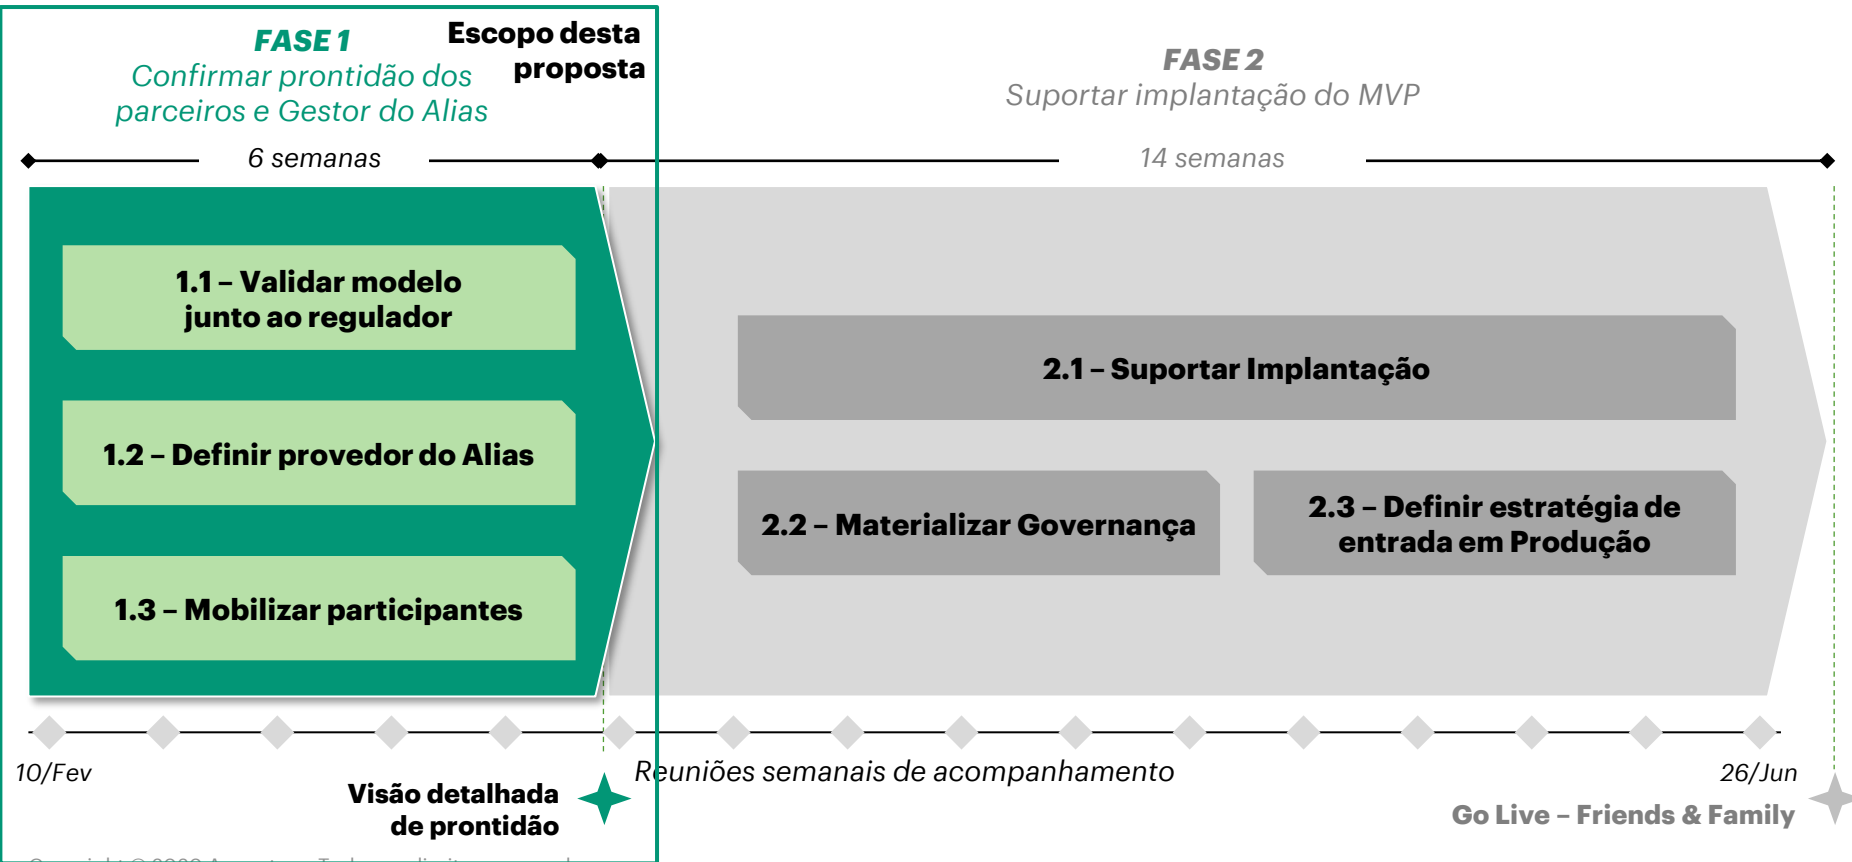 FASE 1
Confirmar prontidão dos
parceiros e Gestor do Alias
Escopo desta
proposta
FASE 2
Suportar implantação do MVP
6 semanas
14 semanas
1.1 – Validar modelo
junto ao regulador
1.2 – Definir provedor do Alias
1.3 – Mobilizar participantes
2.1 – Suportar Implantação
2.2 – Materializar Governança
2.3 – Definir estratégia de
entrada em Produção
10/Fev
Reuniões semanais de acompanhamento
26/Jun
Visão detalhada
de prontidão
Go Live – Friends & Family